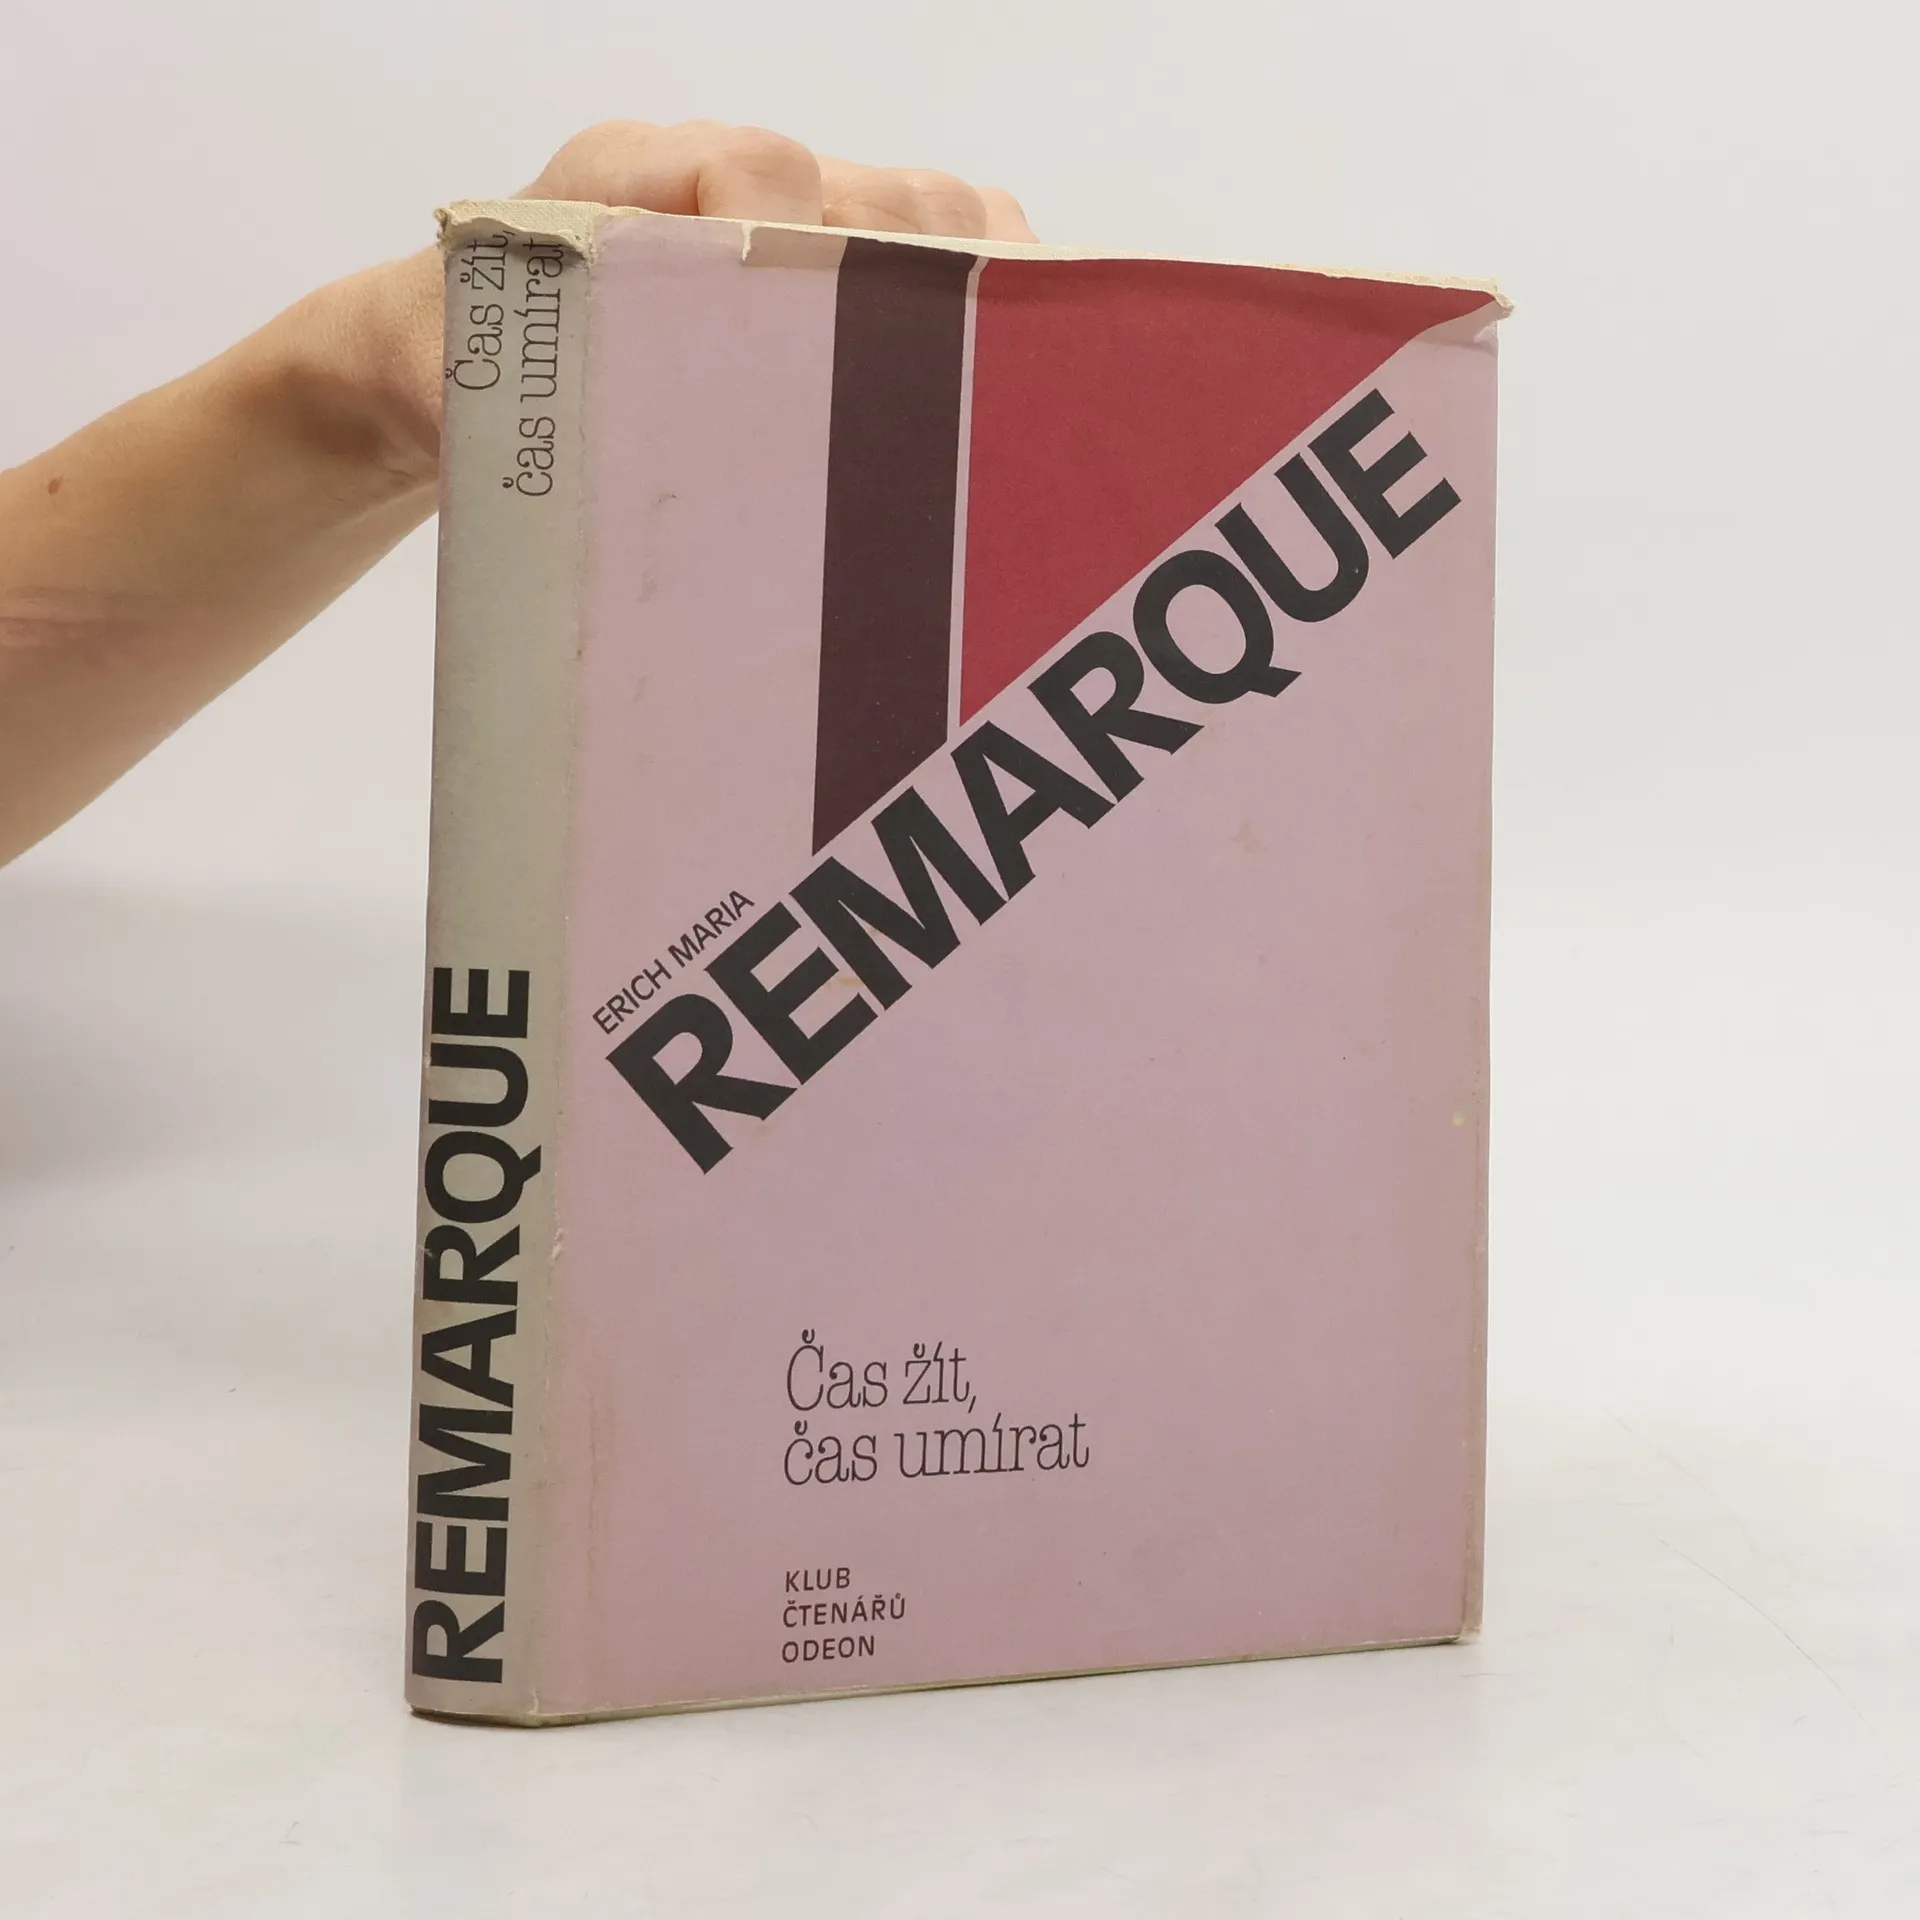 Čas žít,
čas umírat
REMARQUE
ERICH MARIA
REMARQUE
Čas žít,
čas umírat
KLUB
ČTENÁŘŮ
ODEON